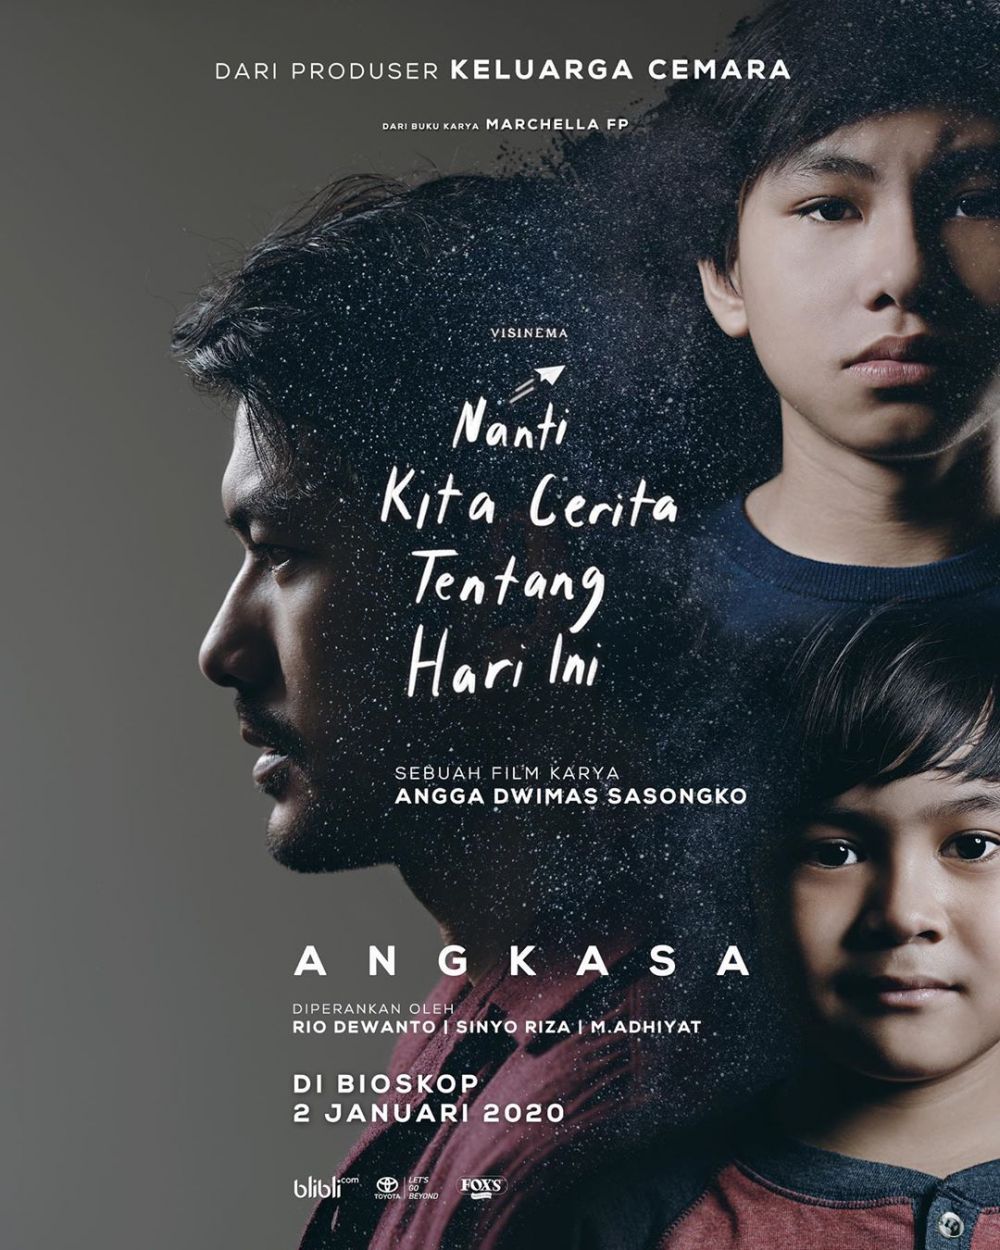 DARI PRODUSER KELUARGA CEMARA
DARI BUKU KARYA MARCHELLA FP
VISINEMA
Nanti
Kita Cerita
Tentang
Hari Ini
SEBUAH FILM KARYA
ANGGA DWIMAS SASONGKO
ANGKASA
DIPERANKAN OLEH
RIO DEWANTO | SINYO RIZA | M.ADHIYAT
DI BIOSKOP
2 JANUARI 2020
blibli.com TOYOTA LET'S GO BEYOND FOX'S